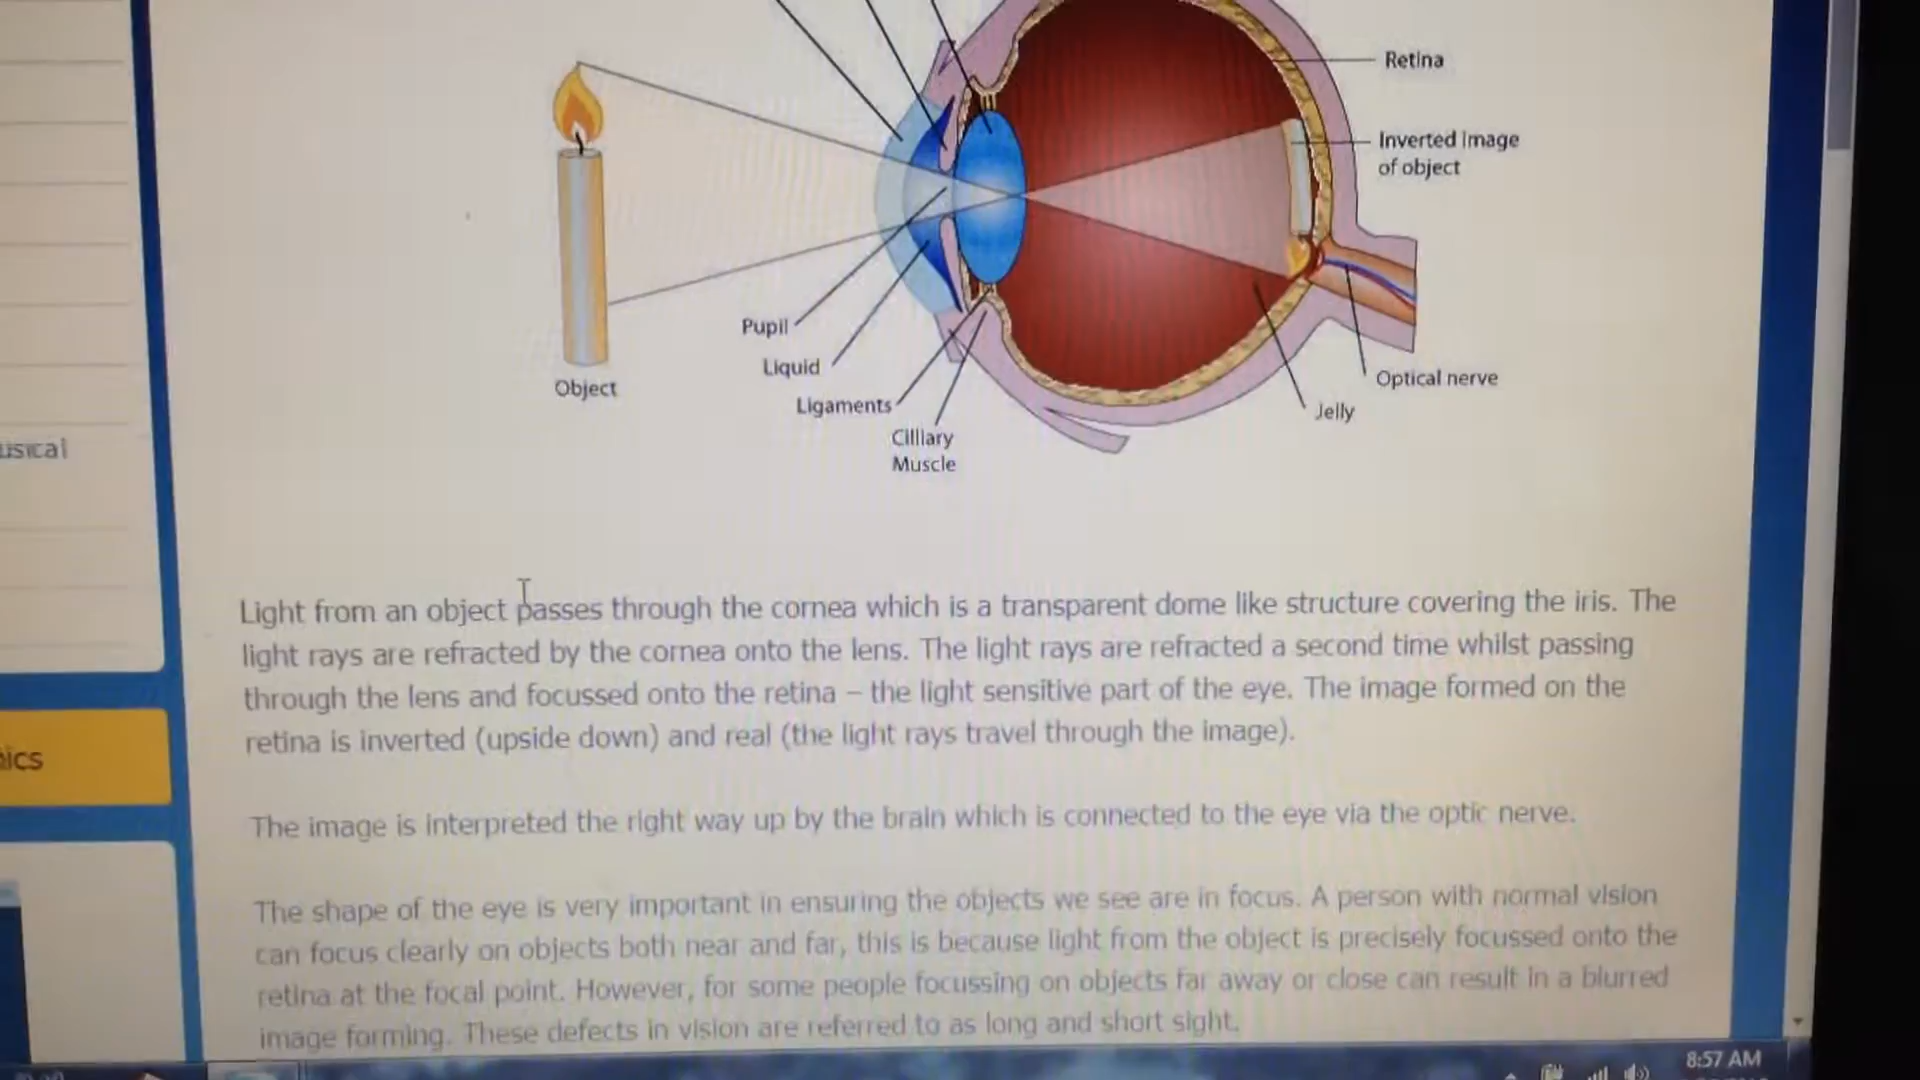 Retina
Inverted image
of object
Pupil
Liquid
Object
Ligaments
Optical nerve
Jelly
Cilliary
Muscle
usical
Light from an object passes through the cornea which is a transparent dome like structure covering the iris. The
light rays are refracted by the cornea onto the lens. The light rays are refracted a second time whilst passing
through the lens and focussed onto the retina – the light sensitive part of the eye. The image formed on the
retina is inverted (upside down) and real (the light rays travel through the image).
ics
The image is interpreted the right way up by the brain which is connected to the eye via the optic nerve.
The shape of the eye is very important in ensuring the objects we see are in focus. A person with normal vision
can focus clearly on objects both near and far, this is because light from the object is precisely focussed onto the
retina at the focal point. However, for some people focussing on objects far away or close can result in a blurred
image forming. These defects in vision are referred to as long and short sight.
8:57 AM